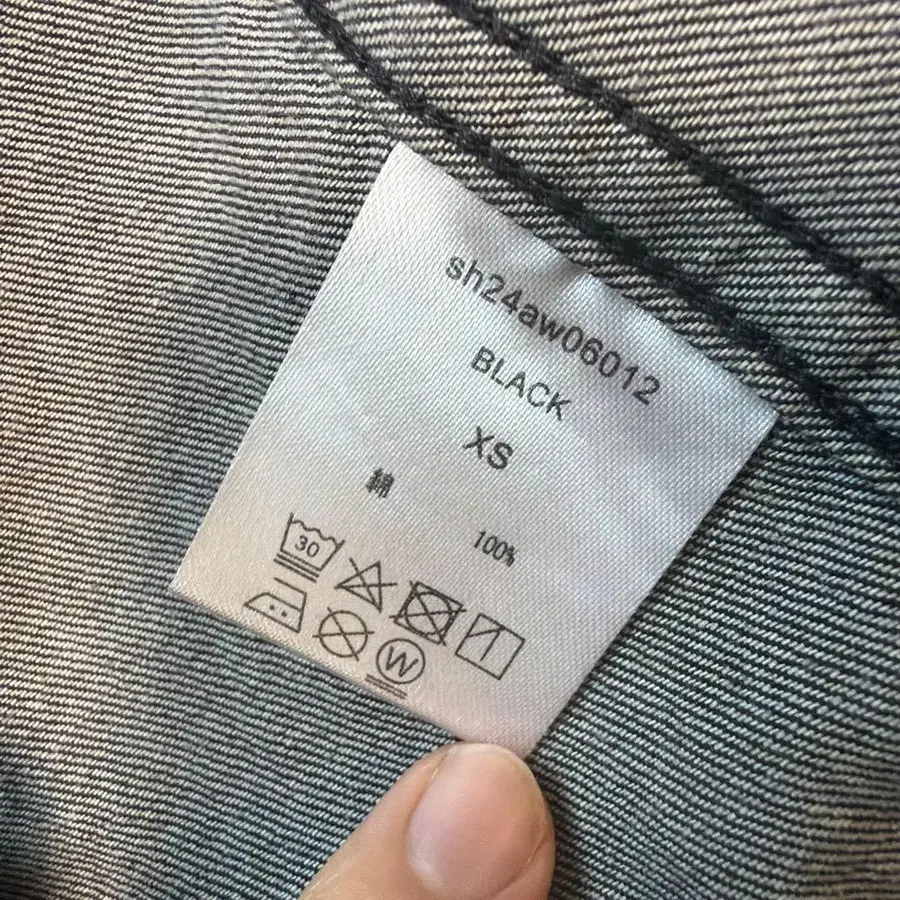 sh24aw06012
BLACK
XS
綿 100%
30
W